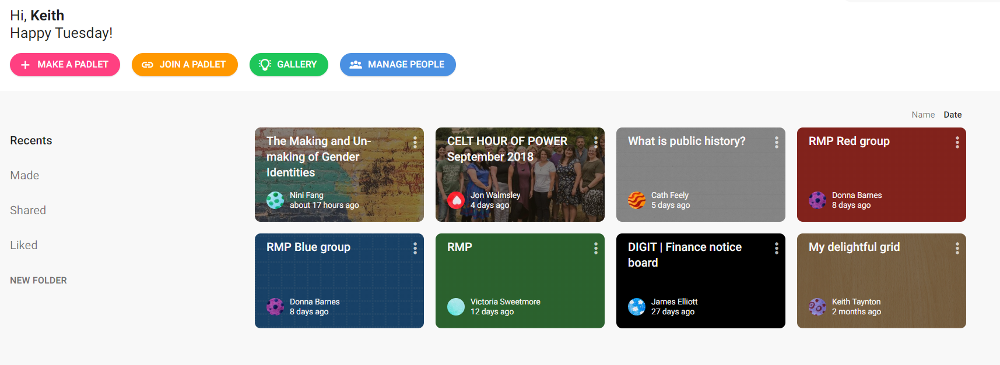 Hi, Keith
Happy Tuesday!
MAKE A PADLET
JOIN A PADLET
GALLERY
MANAGE PEOPLE
Name
Date
Recents
Made
Shared
Liked
NEW FOLDER
The Making and Un-
making of Gender
Identities
Nini Fang
about 17 hours ago
CELT HOUR OF POWER
September 2018
Jon Walmsley
4 days ago
What is public history?
Cath Feely
5 days ago
RMP Red group
Donna Barnes
8 days ago
RMP Blue group
Donna Barnes
8 days ago
RMP
Victoria Sweetmore
12 days ago
DIGIT | Finance notice
board
James Elliott
27 days ago
My delightful grid
Keith Taynton
2 months ago